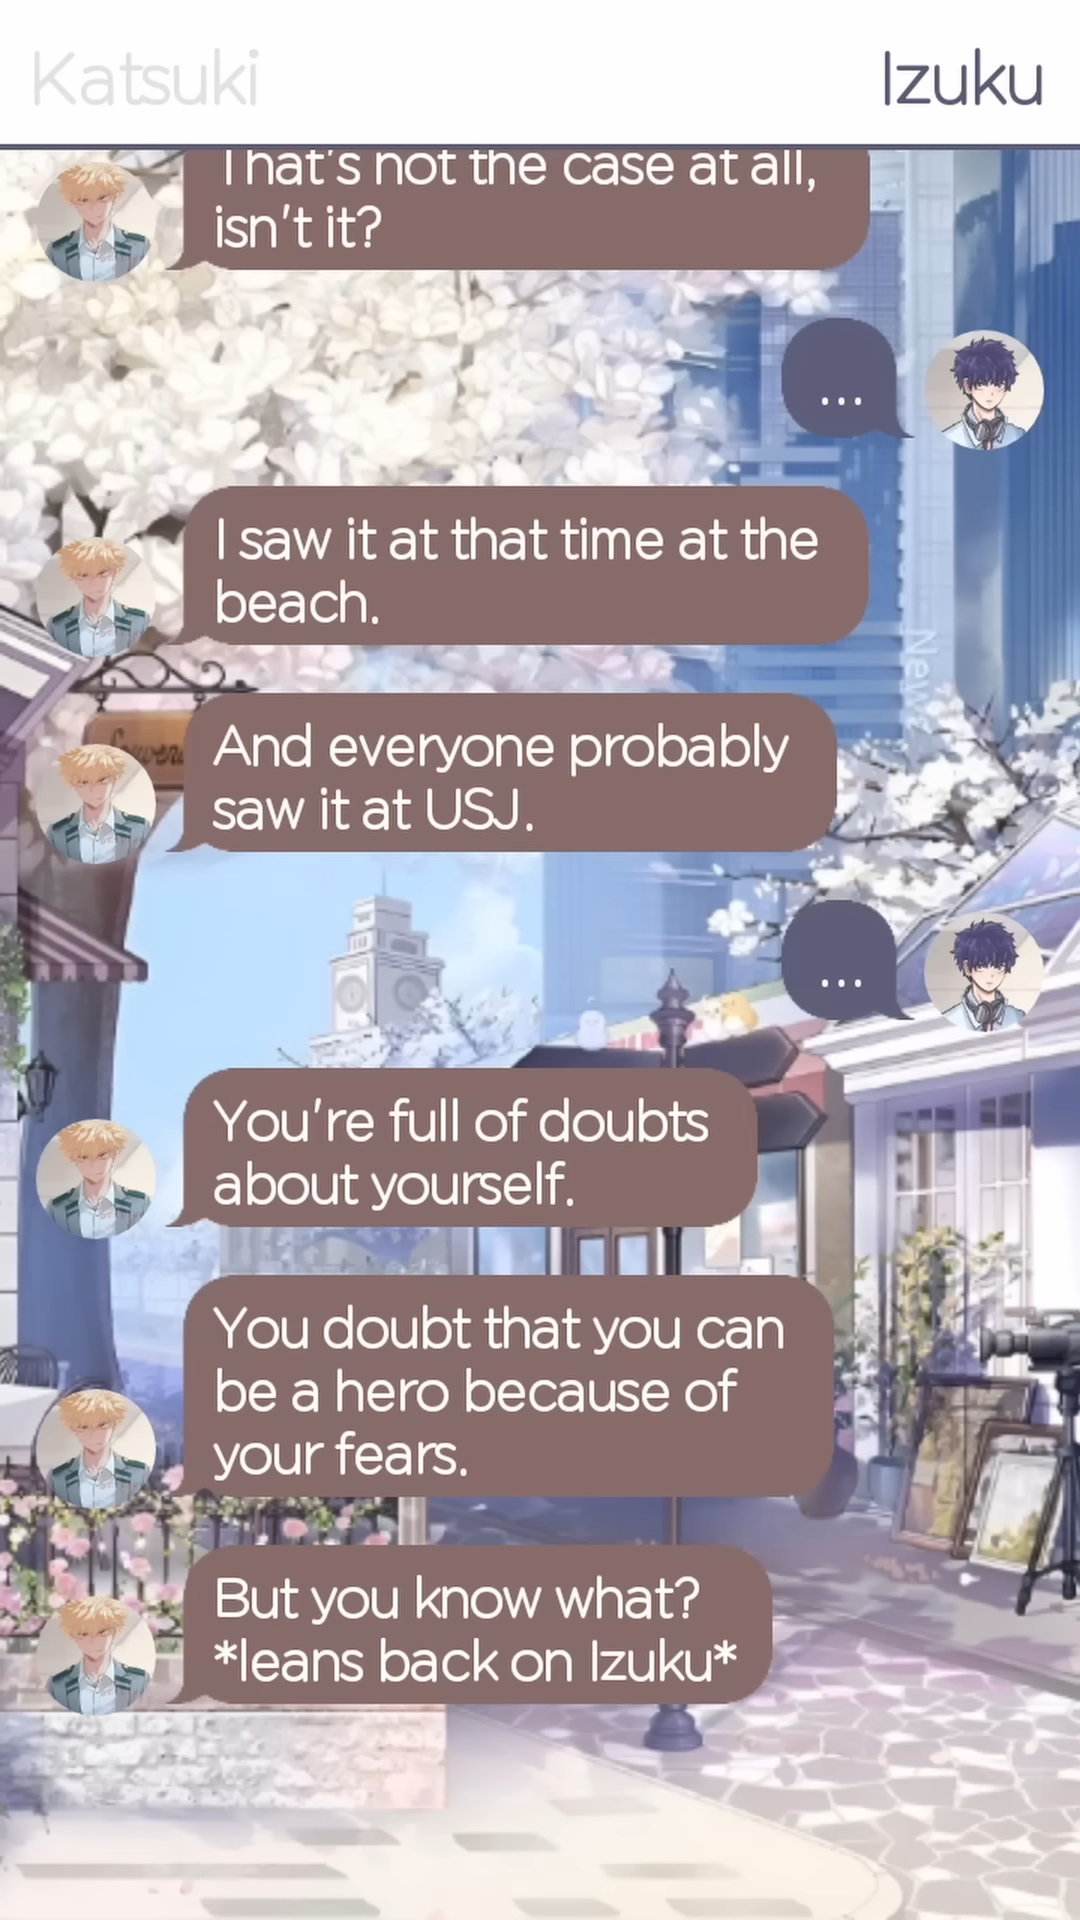 Katsuki
Izuku
That's not the case at all,
isn't it?
...
I saw it at that time at the
beach.
And everyone probably
saw it at USJ.
...
You're full of doubts
about yourself.
You doubt that you can
be a hero because of
your fears.
But you know what?
*leans back on Izuku*